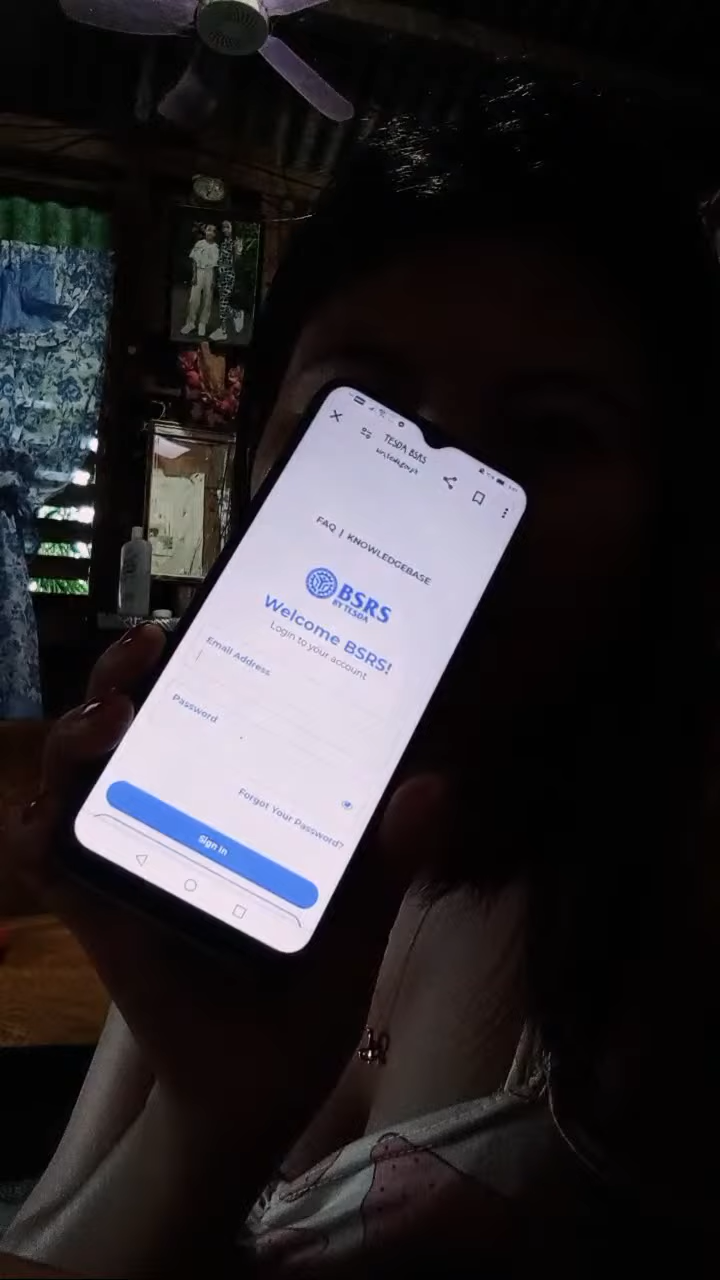 TESDA BSRS
FAQ | KNOWLEDGEBASE
BSRS
BY TESDA
Welcome BSRS!
Login to your account
Email Address
Password
Forgot Your Password?
Sign In